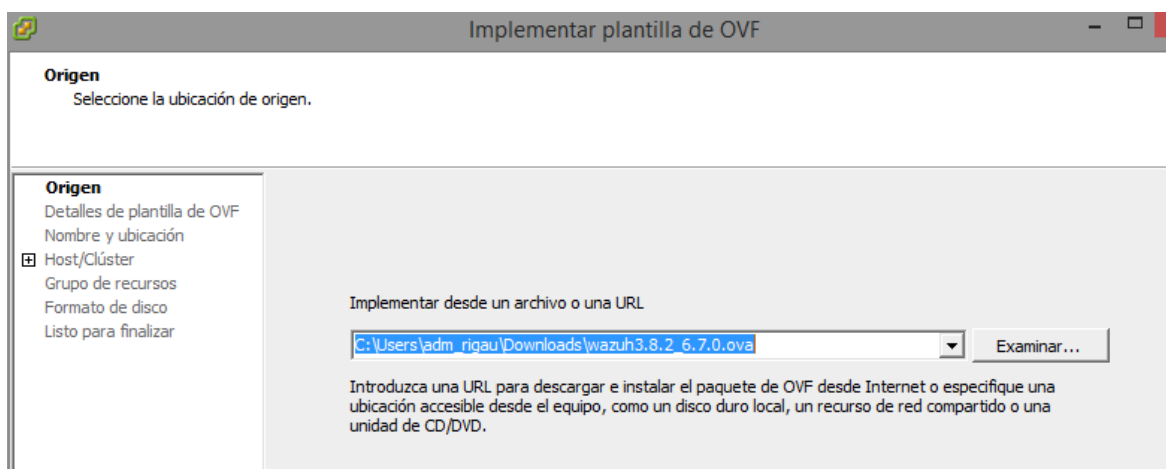 Implementar plantilla de OVF
Origen
Seleccione la ubicación de origen.
Origen
Detalles de plantilla de OVF
Nombre y ubicación
Host/Clúster
Grupo de recursos
Formato de disco
Listo para finalizar
Implementar desde un archivo o una URL
C:\Users\adm_rigau\Downloads\wazuh3.8.2_6.7.0.ova
Examinar...
Introduzca una URL para descargar e instalar el paquete de OVF desde Internet o especifique una
ubicación accesible desde el equipo, como un disco duro local, un recurso de red compartido o una
unidad de CD/DVD.